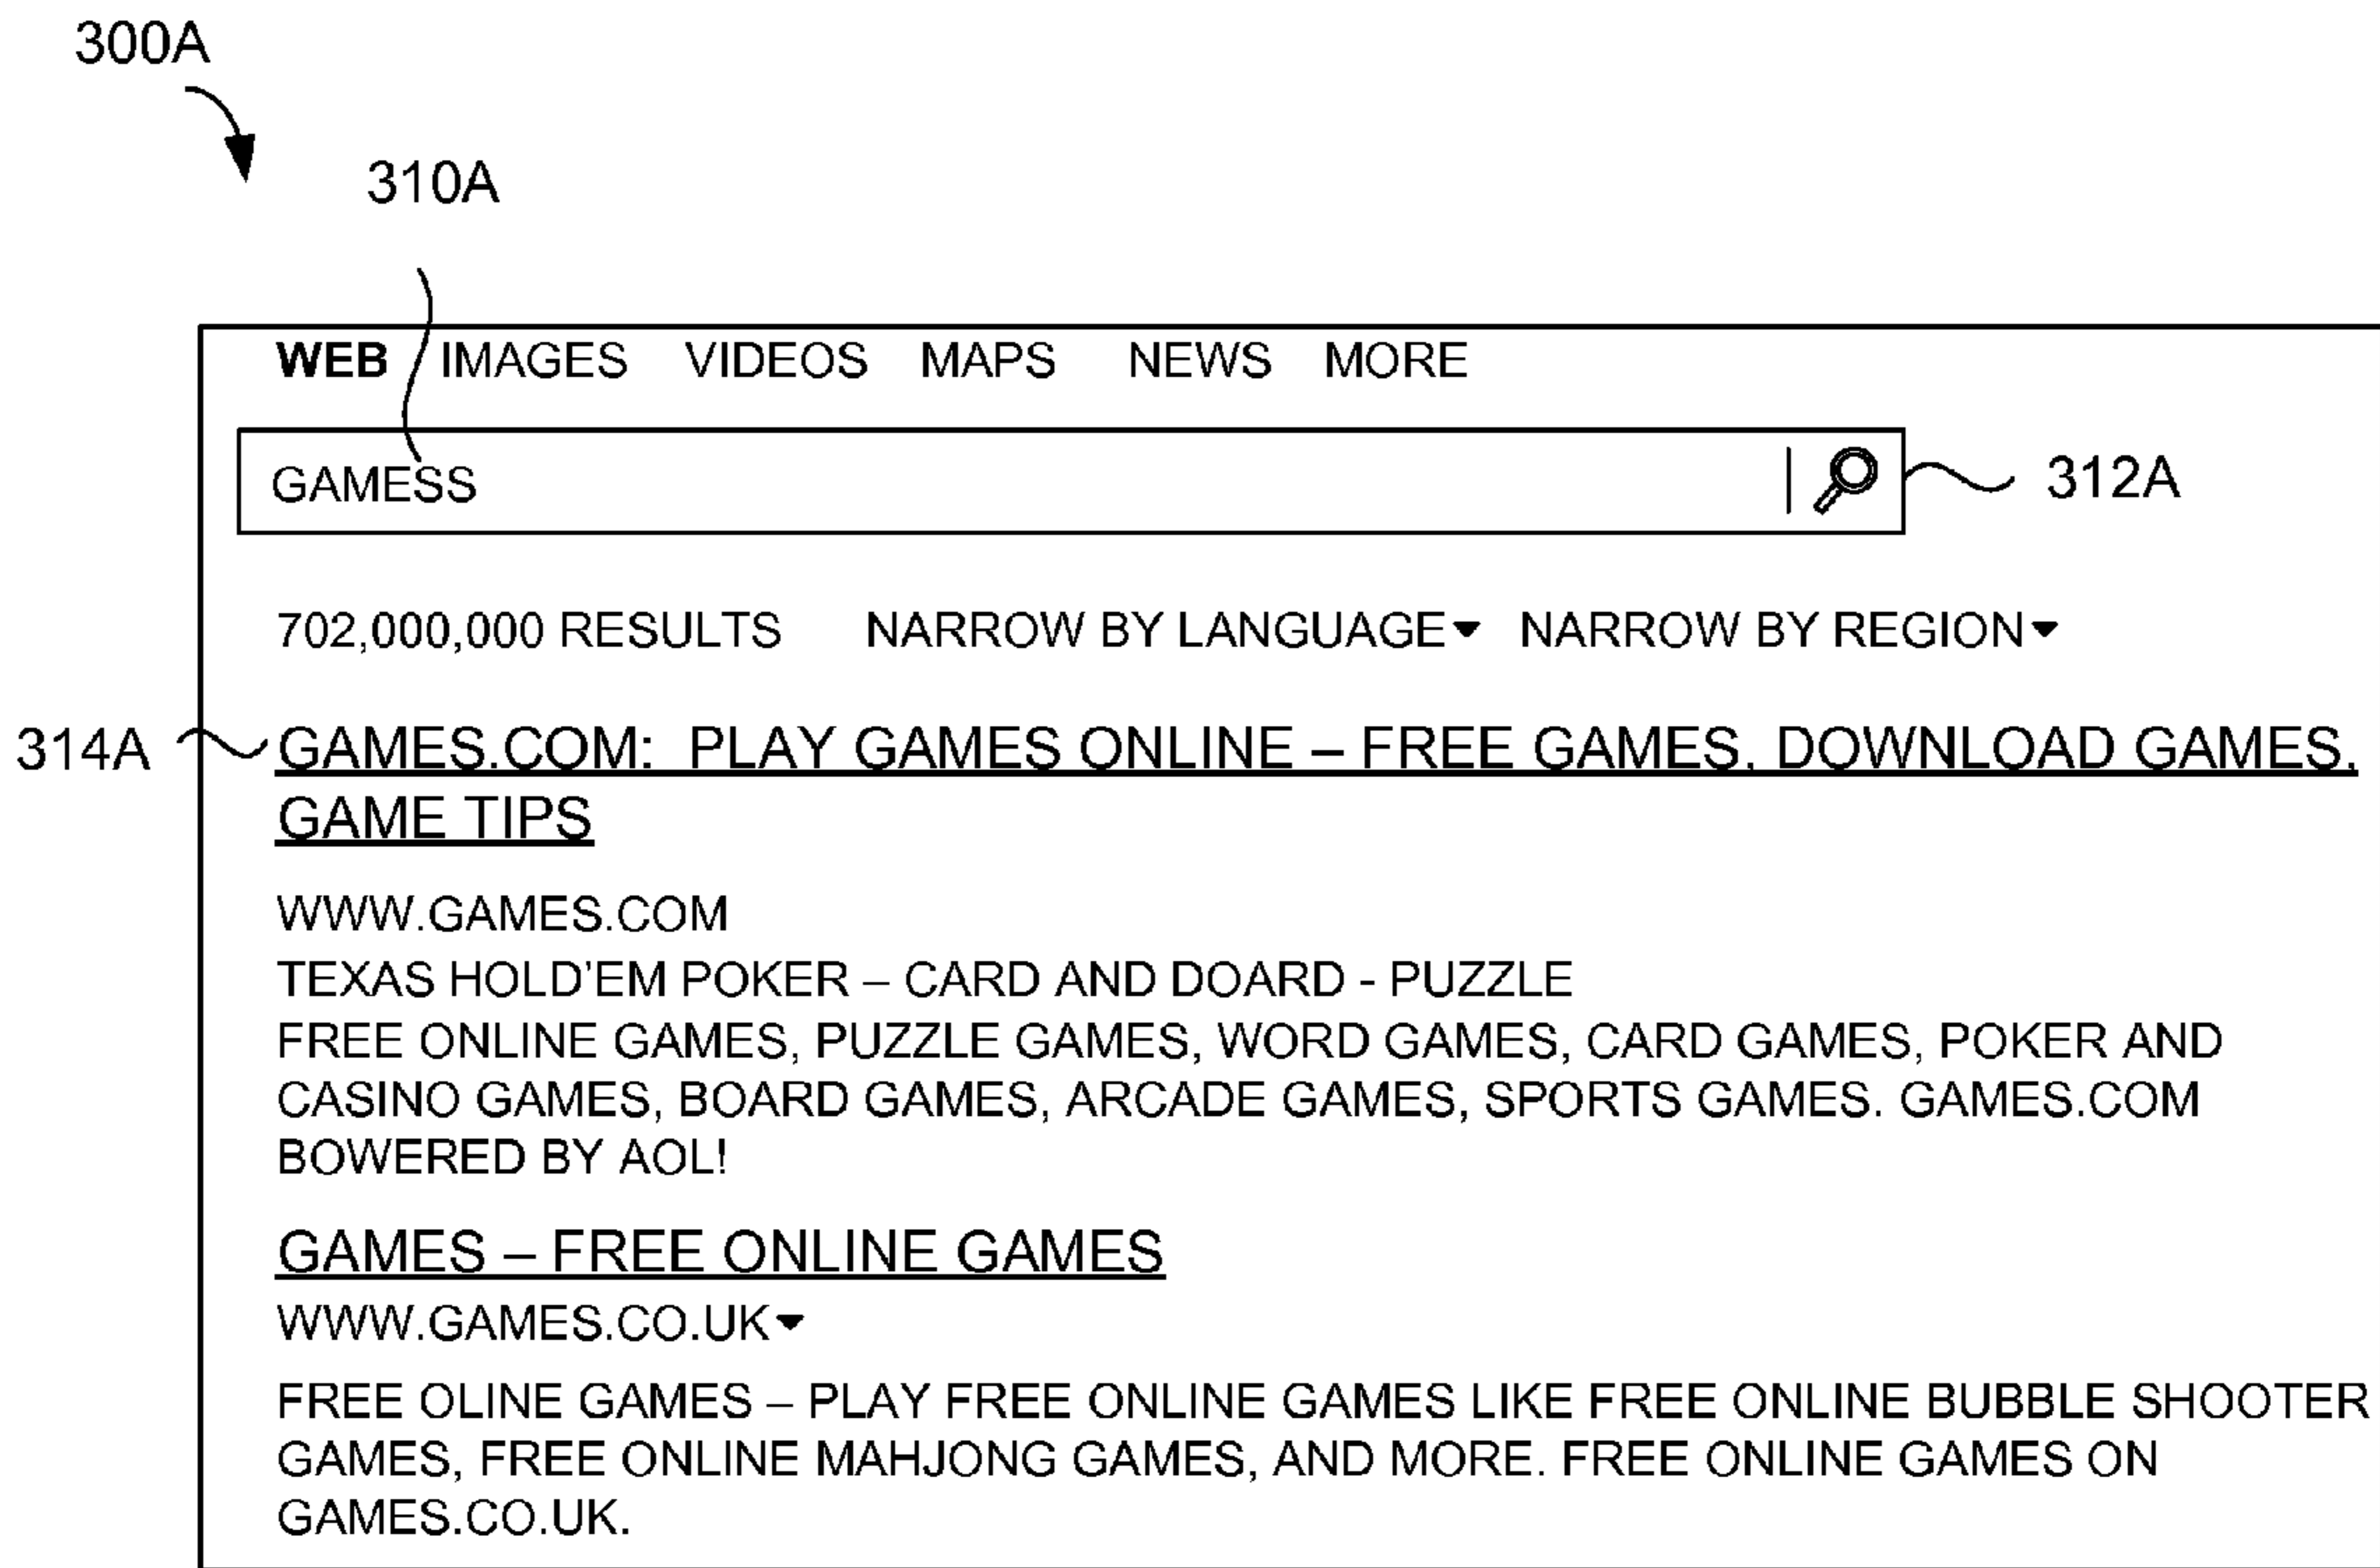 300A
310A
WEB IMAGES VIDEOS MAPS NEWS MORE
GAMESS
312A
702,000,000 RESULTS NARROW BY LANGUAGE NARROW BY REGION
314A
GAMES.COM: PLAY GAMES ONLINE – FREE GAMES, DOWNLOAD GAMES,
GAME TIPS
WWW.GAMES.COM
TEXAS HOLD'EM POKER – CARD AND DOARD - PUZZLE
FREE ONLINE GAMES, PUZZLE GAMES, WORD GAMES, CARD GAMES, POKER AND
CASINO GAMES, BOARD GAMES, ARCADE GAMES, SPORTS GAMES. GAMES.COM
BOWERED BY AOL!
GAMES – FREE ONLINE GAMES
WWW.GAMES.CO.UK
FREE OLINE GAMES – PLAY FREE ONLINE GAMES LIKE FREE ONLINE BUBBLE SHOOTER
GAMES, FREE ONLINE MAHJONG GAMES, AND MORE. FREE ONLINE GAMES ON
GAMES.CO.UK.